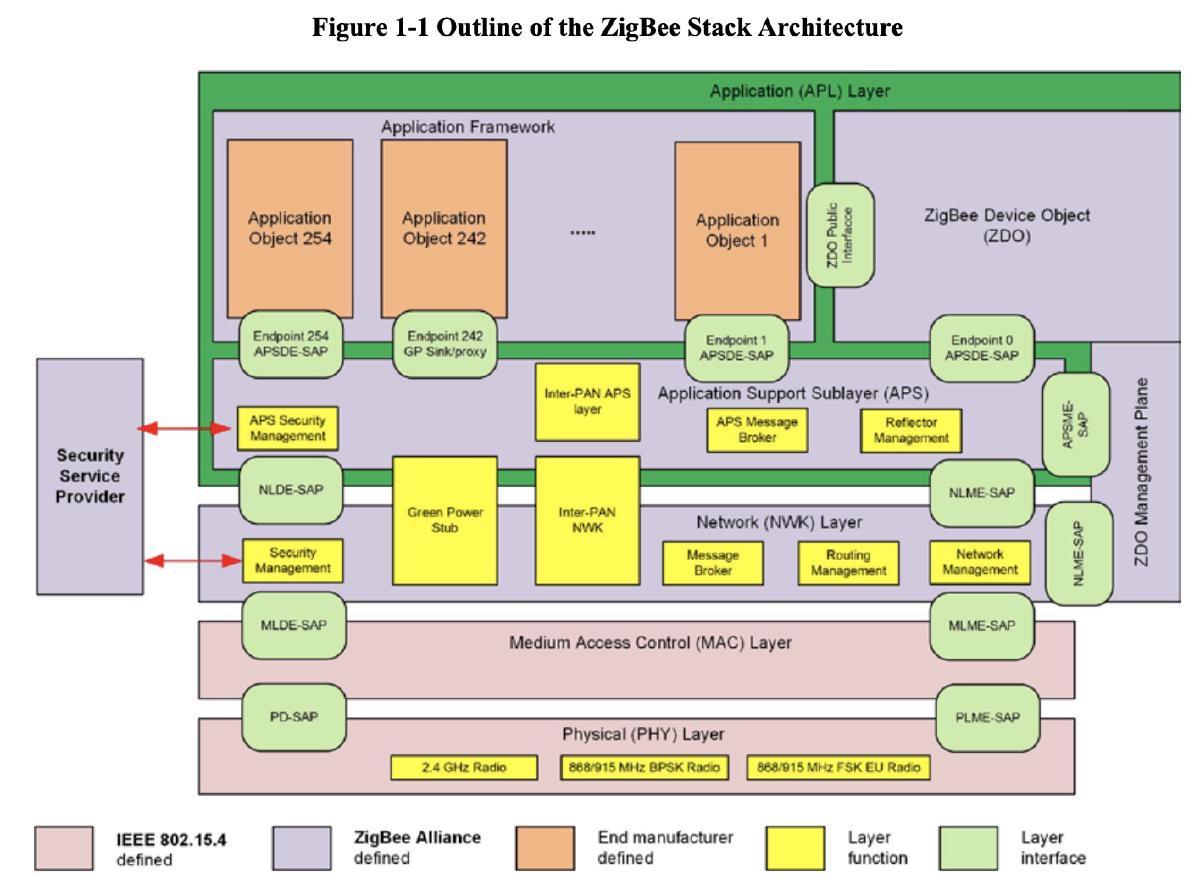 Figure 1-1 Outline of the ZigBee Stack Architecture
Application (APL) Layer
Application Framework
Application
Object 254
Application
Object 242
.....
Application
Object 1
ZDO Public
Interfacce
ZigBee Device Object
(ZDO)
Endpoint 254
APSDE-SAP
Endpoint 242
GP Sink/proxy
Endpoint 1
APSDE-SAP
Endpoint 0
APSDE-SAP
Inter-PAN APS
layer
Application Support Sublayer (APS)
APS Security
Management
APS Message
Broker
Reflector
Management
APSME-
SAP
ZDO Management Plane
Security
Service
Provider
NLDE-SAP
Green Power
Stub
Inter-PAN
NWK
NLME-SAP
Network (NWK) Layer
Security
Management
Message
Broker
Routing
Management
Network
Management
NLME-SAP
MLDE-SAP
Medium Access Control (MAC) Layer
MLME-SAP
PD-SAP
Physical (PHY) Layer
PLME-SAP
2.4 GHz Radio
868/915 MHz BPSK Radio
868/915 MHz FSK EU Radio
IEEE 802.15.4
defined
ZigBee Alliance
defined
End manufacturer
defined
Layer
function
Layer
interface